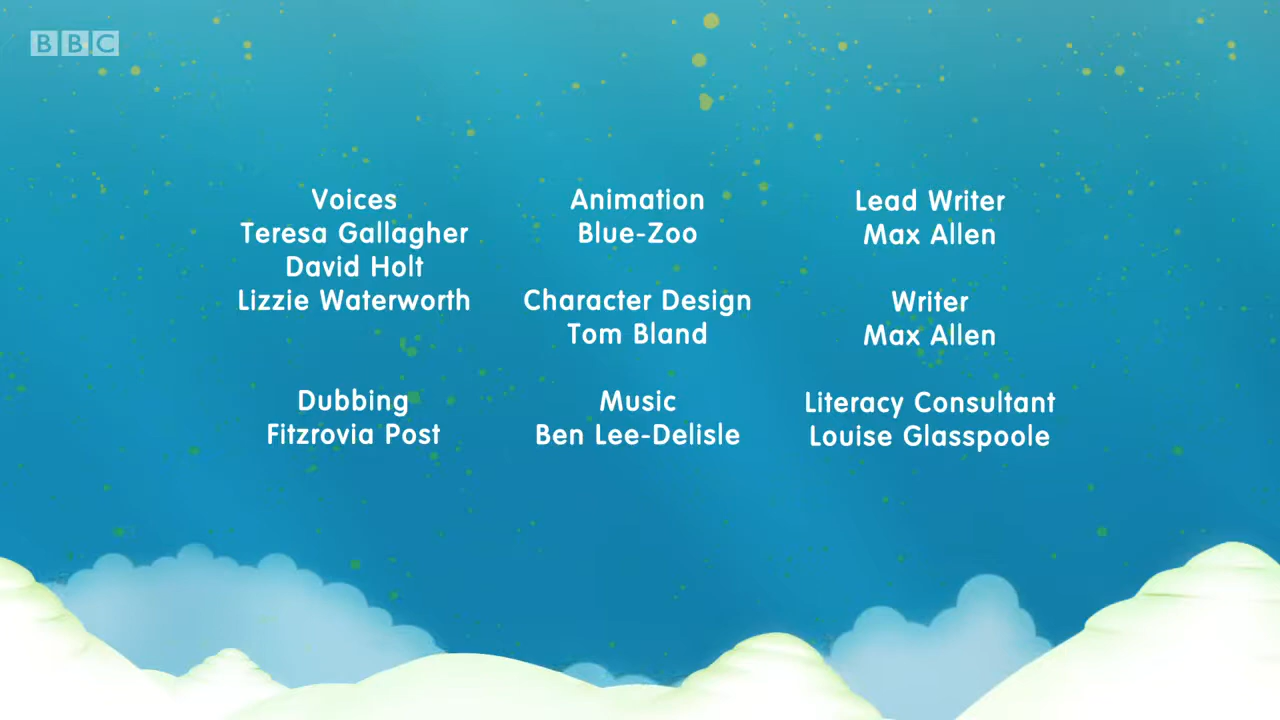 BBC
Voices
Teresa Gallagher
David Holt
Lizzie Waterworth
Dubbing
Fitzrovia Post
Animation
Blue-Zoo
Character Design
Tom Bland
Music
Ben Lee-Delisle
Lead Writer
Max Allen
Writer
Max Allen
Literacy Consultant
Louise Glasspoole